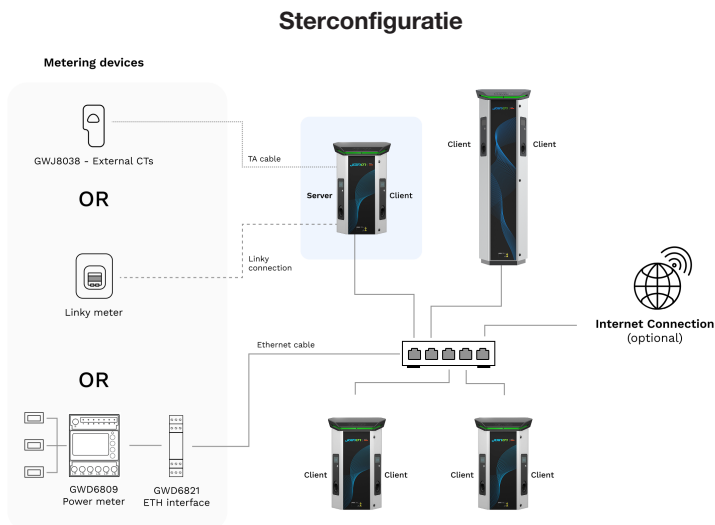 Sterconfiguratie
Metering devices
GWJ8038 - External CTs
TA cable
OR
Server
Client
Client
Client
Linky
connection
Linky meter
Internet Connection
(optional)
Ethernet cable
OR
GWD6809
Power meter
GWD6821
ETH interface
Client
Client
Client
Client